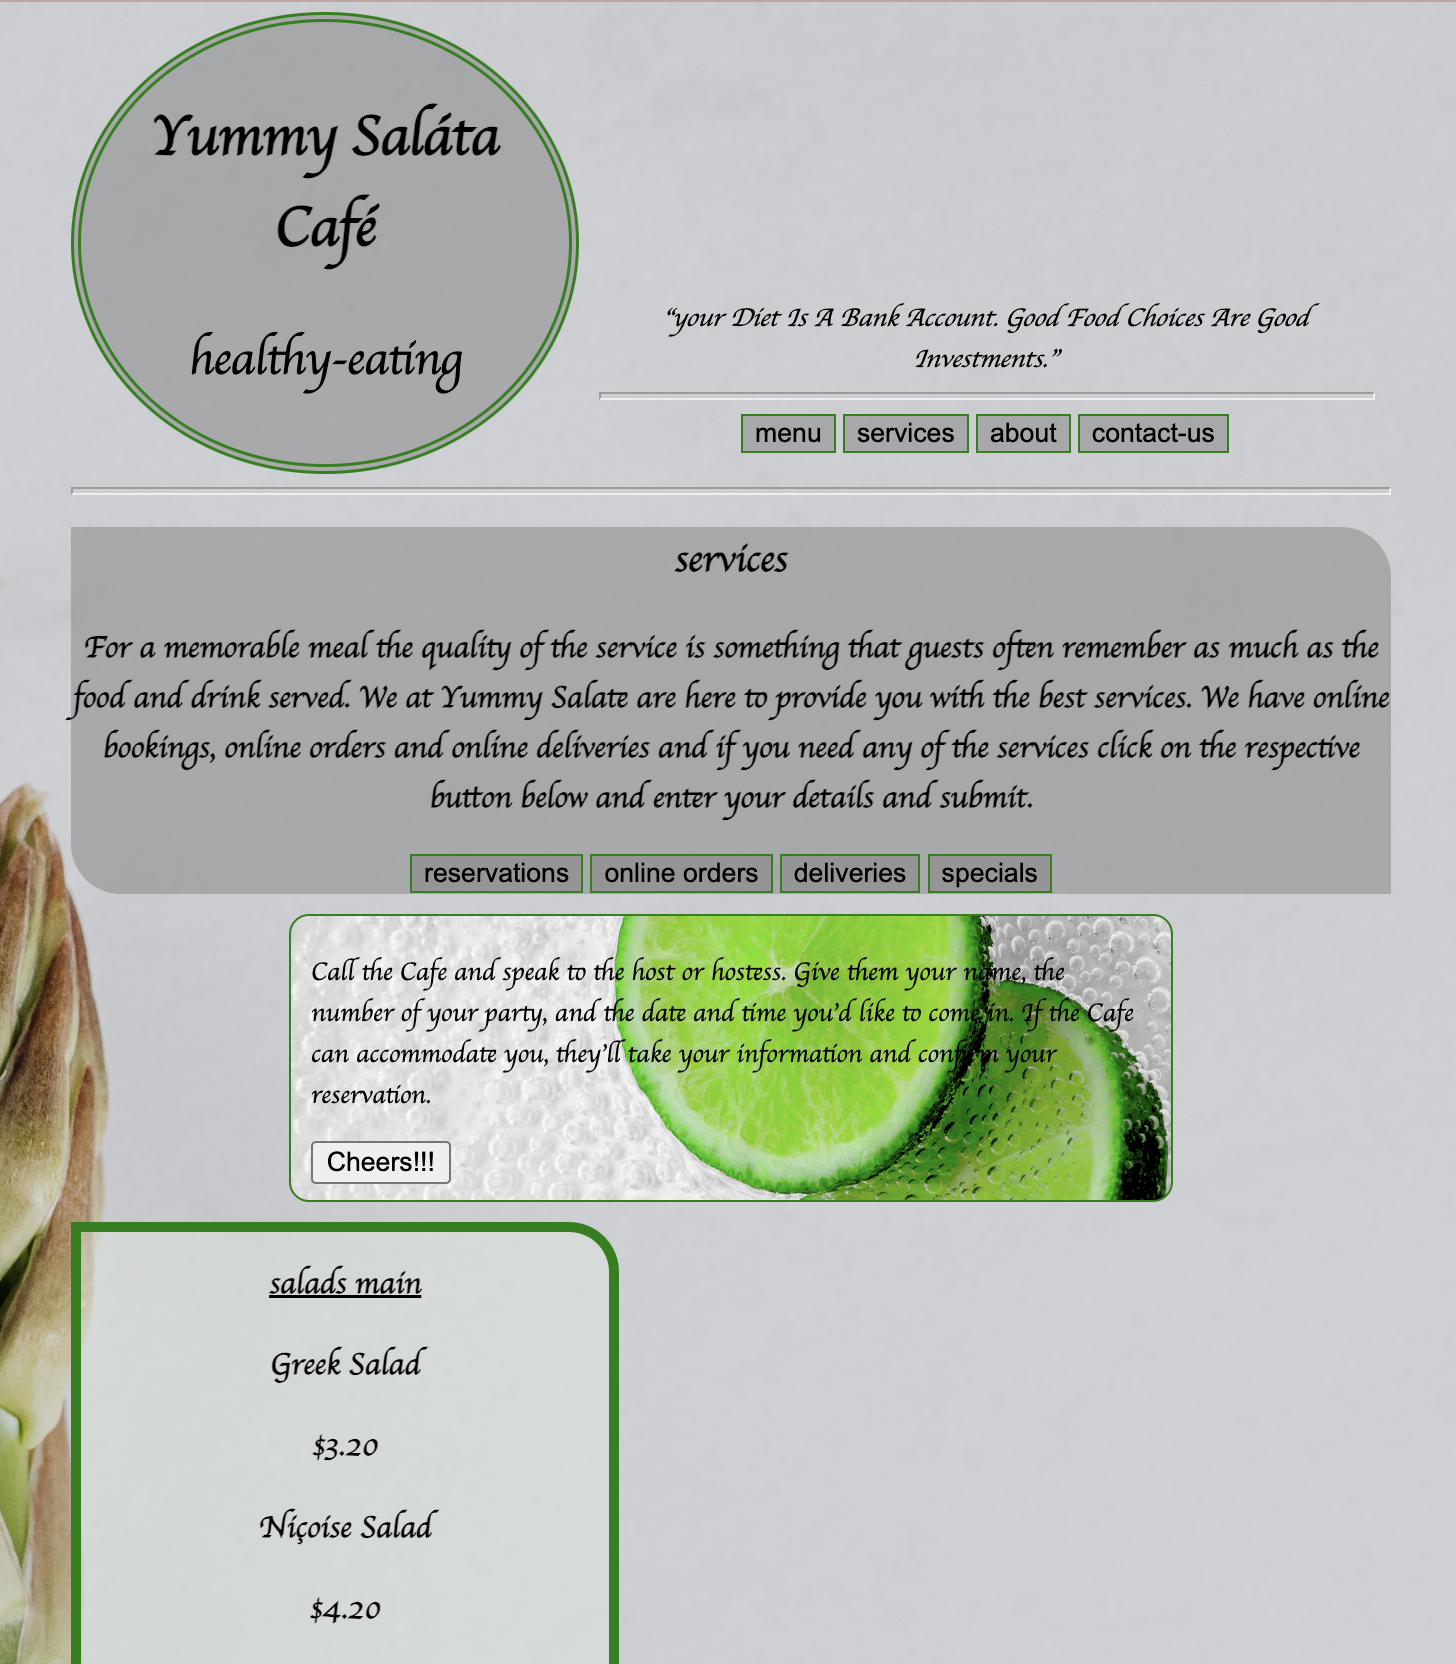 Yummy Saláta
Café
healthy-eating
“your Diet Is A Bank Account. Good Food Choices Are Good
Investments.”
menu services about contact-us
services
For a memorable meal the quality of the service is something that guests often remember as much as the
food and drink served. We at Yummy Salate are here to provide you with the best services. We have online
bookings, online orders and online deliveries and if you need any of the services click on the respective
button below and enter your details and submit.
reservations online orders deliveries specials
Call the Cafe and speak to the host or hostess. Give them your name, the
number of your party, and the date and time you'd like to come in. If the Cafe
can accommodate you, they'll take your information and confirm your
reservation.
Cheers!!!
salads main
Greek Salad
$3.20
Niçoise Salad
$4.20